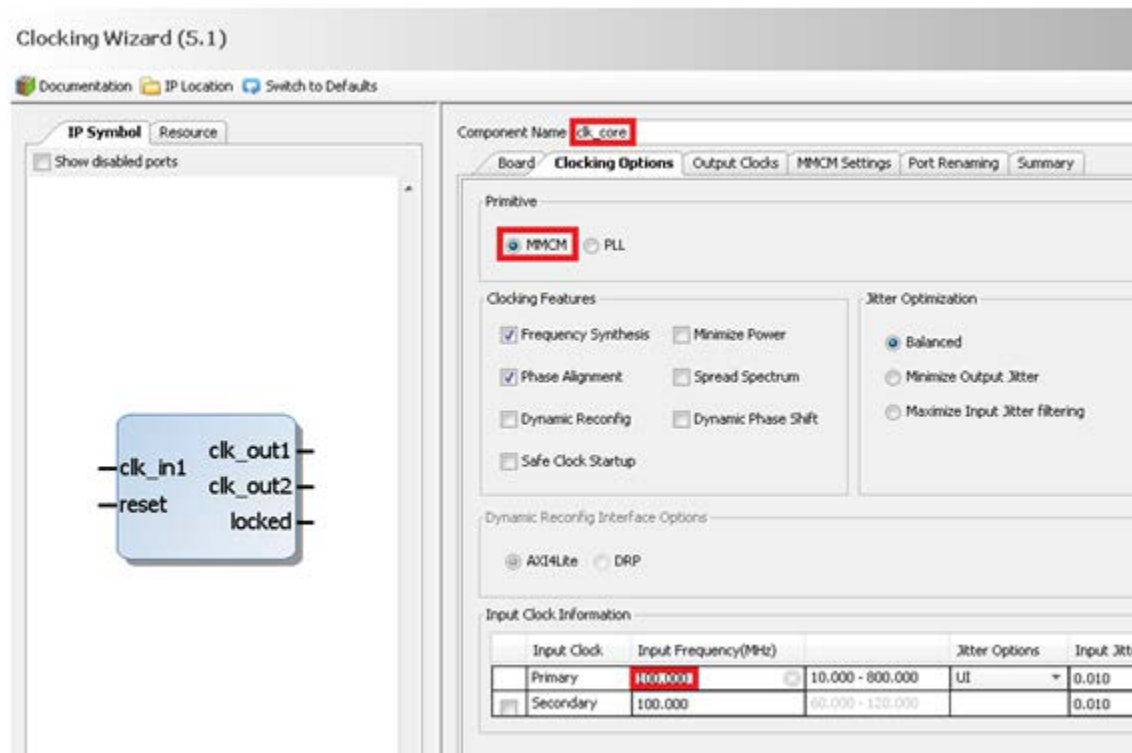 Clocking Wizard (5.1)
Documentation IP Location Switch to Defaults
IP Symbol Resource
Show disabled ports
clk_in1
reset
clk_out1
clk_out2
locked
Component Name clk_core
Board Clocking Options Output Clocks MMCM Settings Port Renaming Summary
Primitive
MMCM PLL
Clocking Features
Frequency Synthesis Minimize Power
Phase Alignment Spread Spectrum
Dynamic Reconfig Dynamic Phase Shift
Safe Clock Startup
Jitter Optimization
Balanced
Minimize Output Jitter
Maximize Input Jitter filtering
Dynamic Reconfig Interface Options
AXI4Lite DRP
Input Clock Information
Input Clock Input Frequency(MHz) Jitter Options Input Jitt
Primary 100.000 10.000 - 800.000 UI 0.010
Secondary 100.000 60.000 - 120.000 0.010